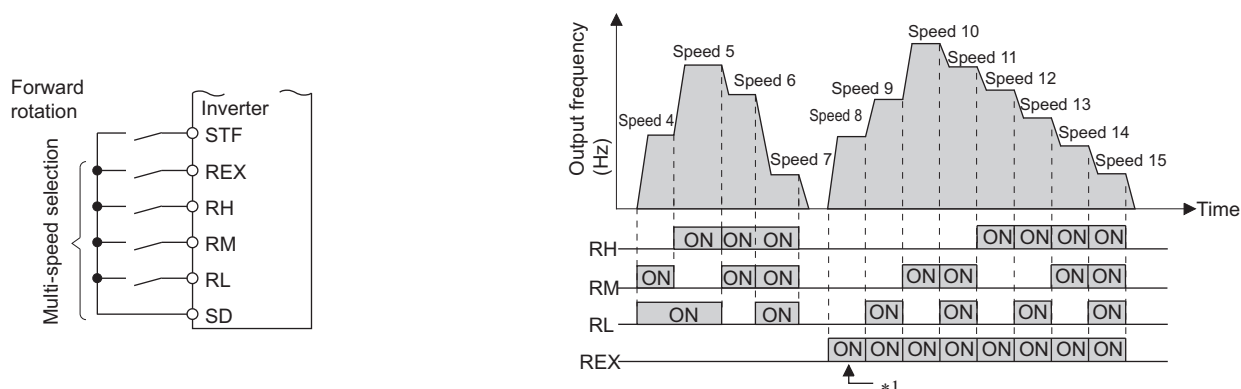 Forward
rotation
Multi-speed selection
Inverter
STF
REX
RH
RM
RL
SD
Output frequency
(Hz)
Speed 4
Speed 5
Speed 6
Speed 7
Speed 8
Speed 9
Speed 10
Speed 11
Speed 12
Speed 13
Speed 14
Speed 15
Time
RH ON ON ON ON ON ON ON
RM ON ON ON ON ON ON ON
RL ON ON ON ON ON ON
REX ON ON ON ON ON ON ON ON
*1